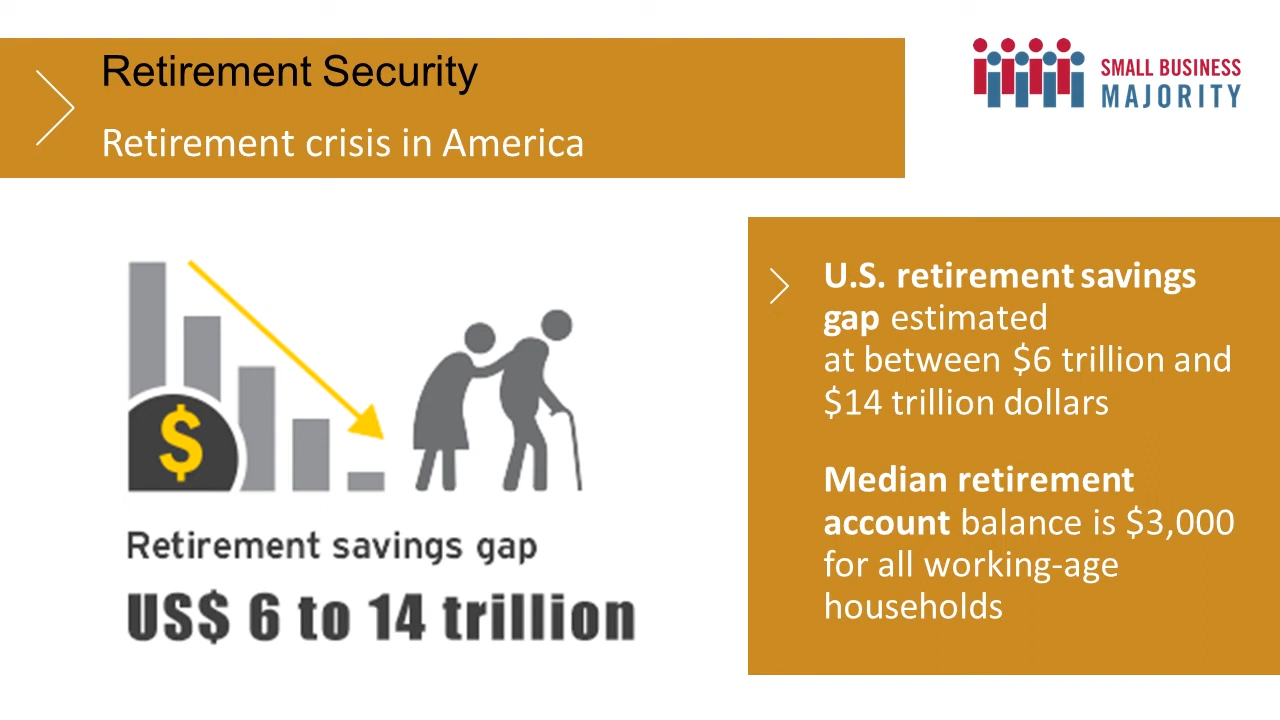 Retirement Security
Retirement crisis in America
SMALL BUSINESS
MAJORITY
$
Retirement savings gap
US$ 6 to 14 trillion
U.S. retirement savings
gap estimated
at between $6 trillion and
$14 trillion dollars
Median retirement
account balance is $3,000
for all working-age
households